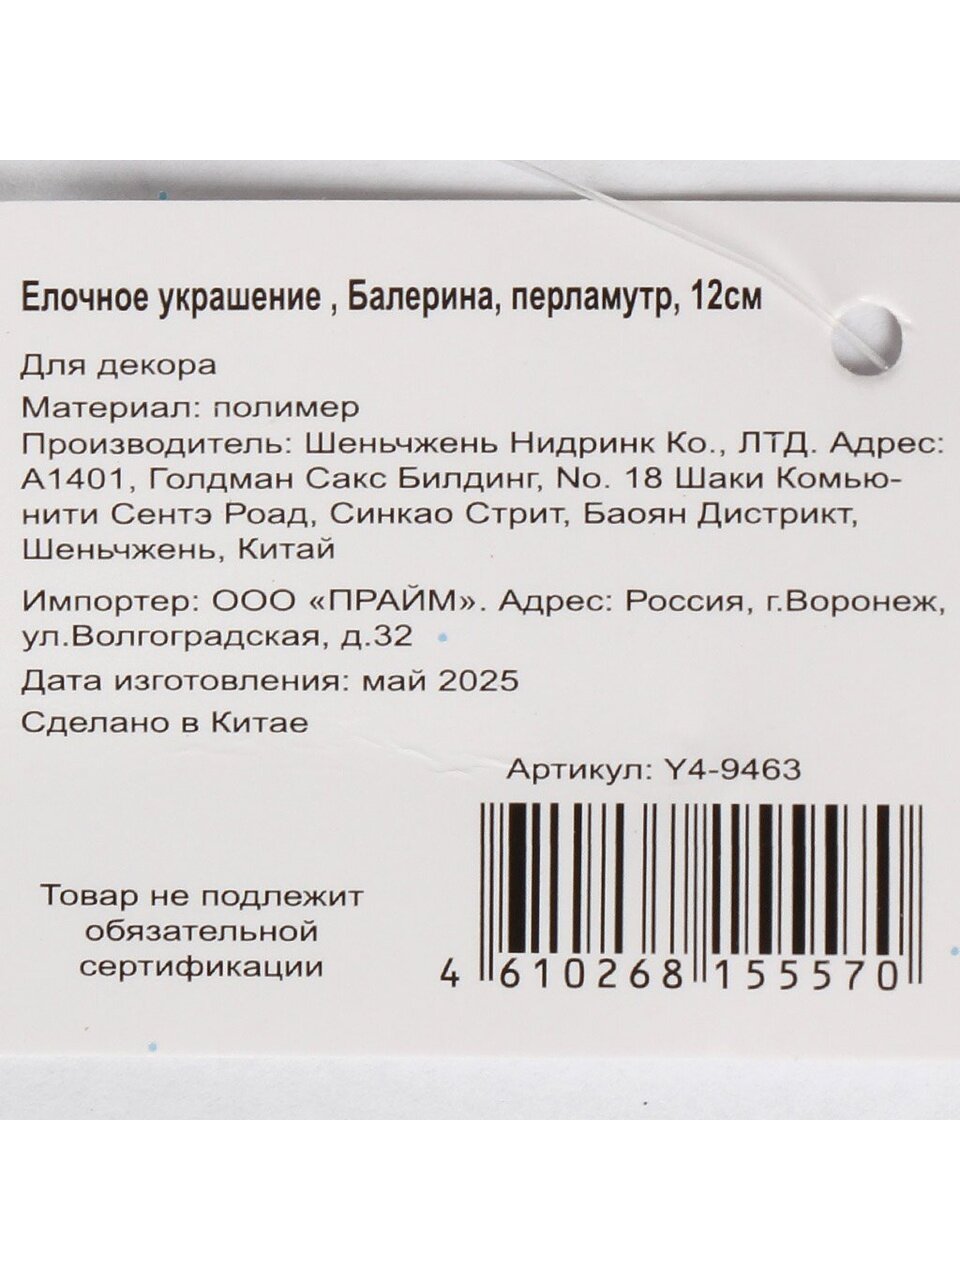 Елочное украшение , Балерина, перламутр, 12см
Для декора
Материал: полимер
Производитель: Шеньчжень Нидринк Ко., ЛТД. Адрес:
А1401, Голдман Сакс Билдинг, No. 18 Шаки Комью-
нити Сентэ Роад, Синкао Стрит, Баоян Дистрикт,
Шеньчжень, Китай
Импортер: ООО «ПРАЙМ». Адрес: Россия, г.Воронеж,
ул.Волгоградская, д.32
Дата изготовления: май 2025
Сделано в Китае
Артикул: Y4-9463
Товар не подлежит
обязательной
сертификации
4 610268 155570